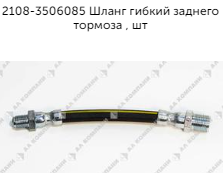 2108-3506085 Шланг гибкий заднего
тормоза , шт